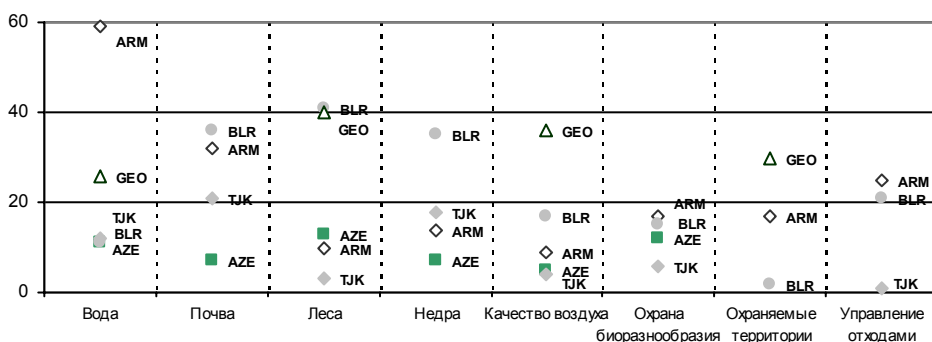 60
40
20
0
ARM
GEO
TJK
BLR
AZE
BLR
ARM
TJK
AZE
BLR
GEO
AZE
ARM
TJK
BLR
TJK
ARM
AZE
GEO
BLR
ARM
AZE
TJK
ARM
BLR
AZE
TJK
GEO
ARM
BLR
ARM
BLR
TJK
Вода
Почва
Леса
Недра
Качество воздуха
Охрана
биоразнообразия
Охраняемые
территории
Управление
отходами